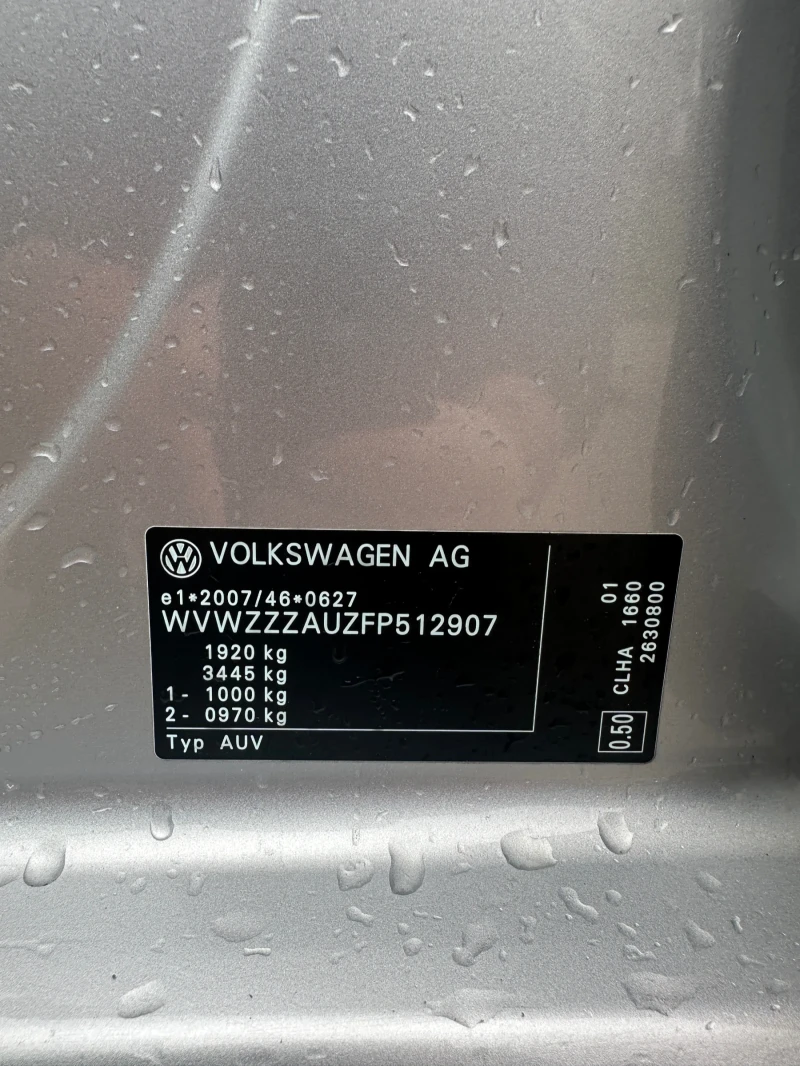 VOLKSWAGEN AG
e1*2007/46*0627
WVWZZZAUZFP512907
1920 kg
3445 kg
1- 1000 kg
2- 0970 kg
Typ AUV
01
CLHA 1660
2630800
0.50